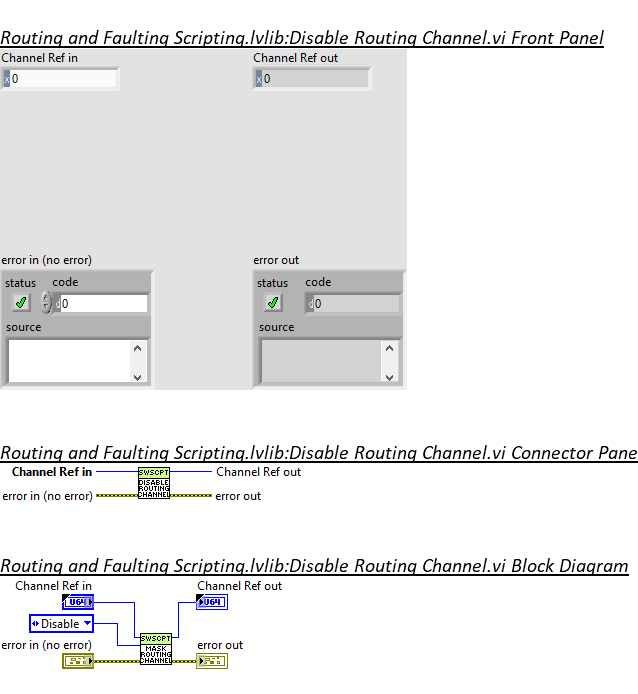 Routing and Faulting Scripting.lvlib:Disable Routing Channel.vi Front Panel
Channel Ref in
Channel Ref out
x 0
x 0
error in (no error)
error out
status code
status code
d 0
d 0
source
source
Routing and Faulting Scripting.lvlib:Disable Routing Channel.vi Connector Pane
Channel Ref in
SWSCPT
DISABLE
ROUTING
CHANNEL
Channel Ref out
error in (no error)
error out
Routing and Faulting Scripting.lvlib:Disable Routing Channel.vi Block Diagram
Channel Ref in
Channel Ref out
U64
U64
Disable
SWSCPT
MASK
ROUTING
CHANNEL
error in (no error)
error out